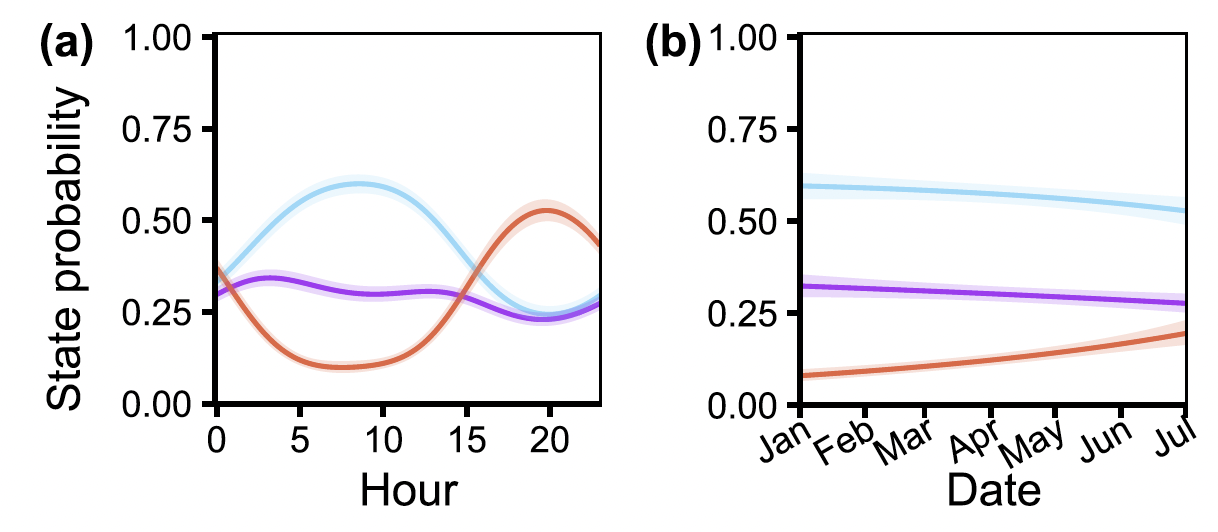 (a)
State probability
1.00
0.75
0.50
0.25
0.00
0 5 10 15 20
Hour
(b)
1.00
0.75
0.50
0.25
0.00
Jan Feb Mar Apr May Jun Jul
Date